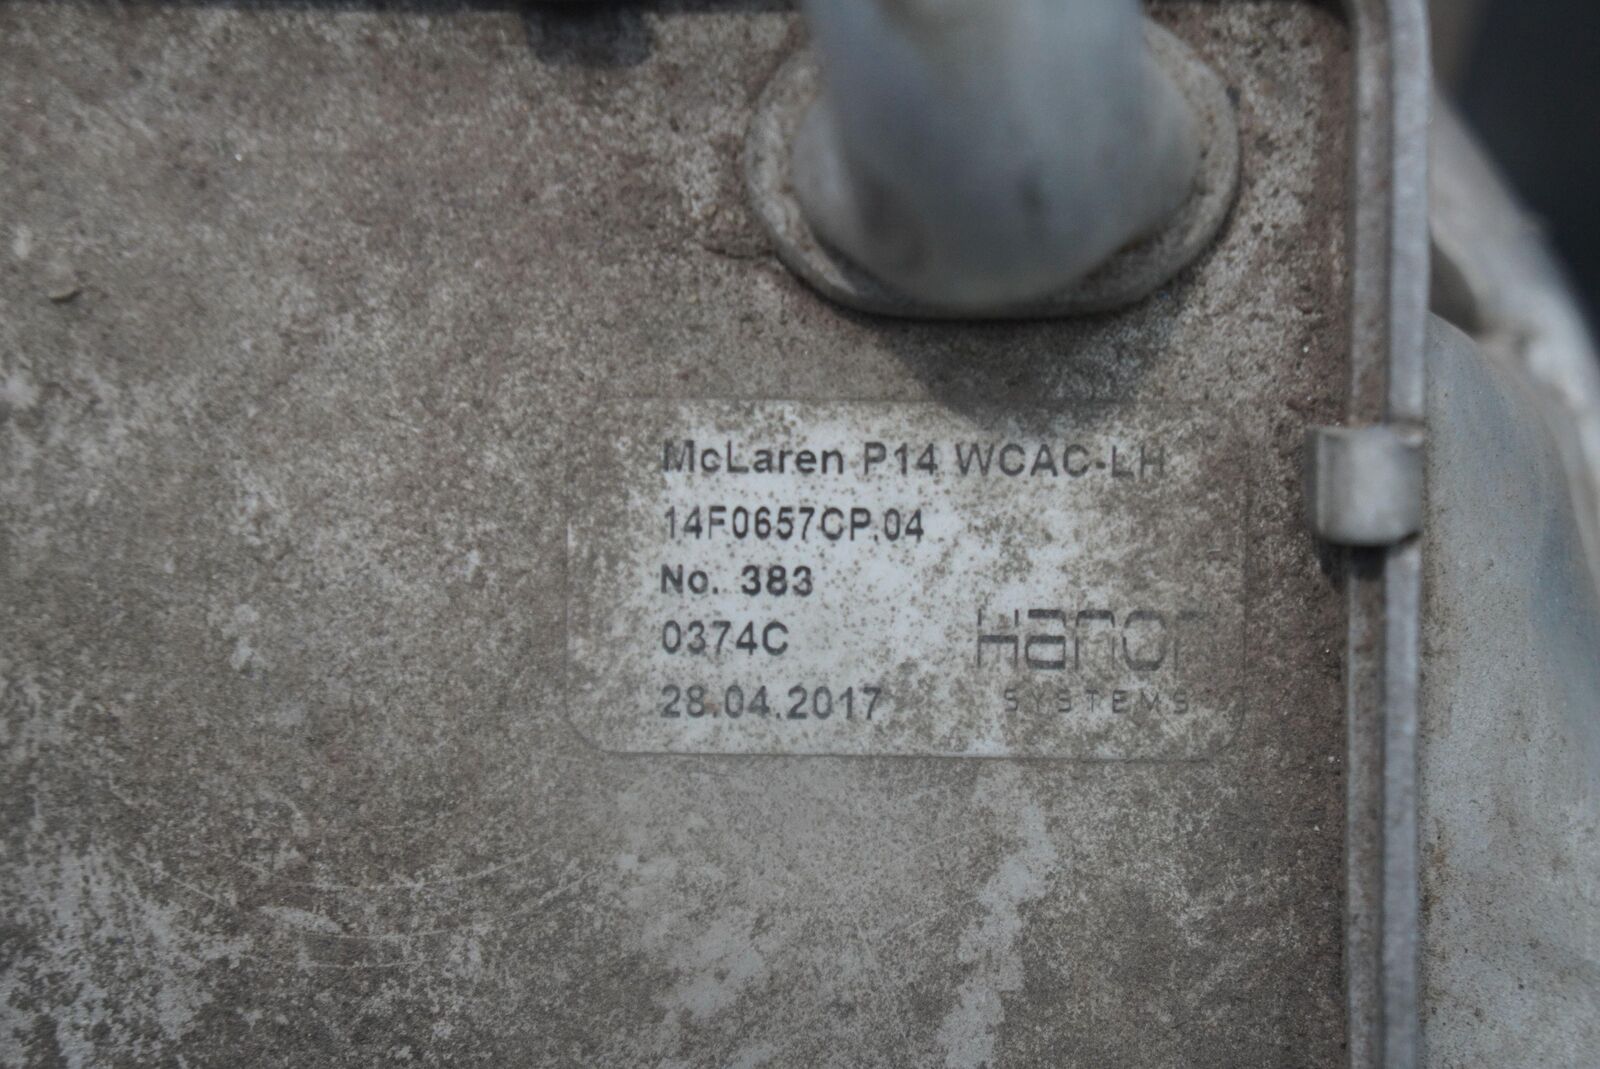 McLaren P14 WCAC-LH
14F0657CP.04
No. 383
0374C
Hanon
SYSTEMS
28.04.2017